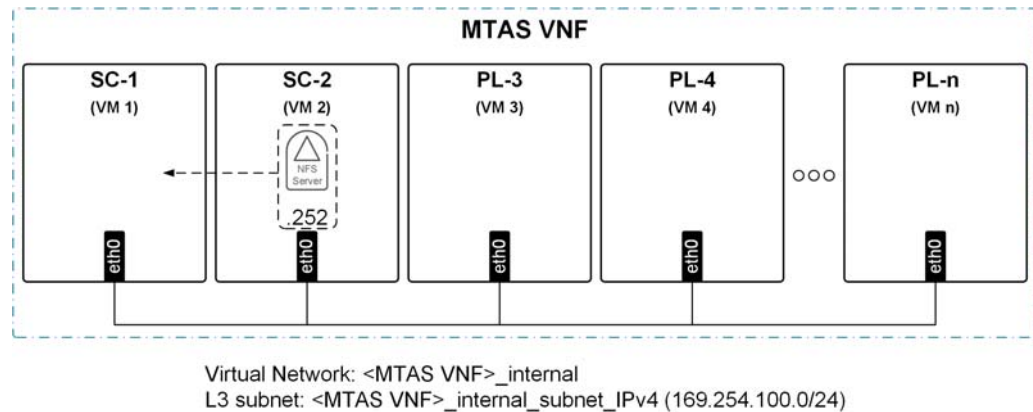 MTAS VNF
SC-1
(VM 1)
SC-2
(VM 2)
PL-3
(VM 3)
PL-4
(VM 4)
PL-n
(VM n)
NFS
Server
.252
eth0
eth0
eth0
eth0
eth0
Virtual Network: <MTAS VNF>_internal
L3 subnet: <MTAS VNF>_internal_subnet_IPv4 (169.254.100.0/24)